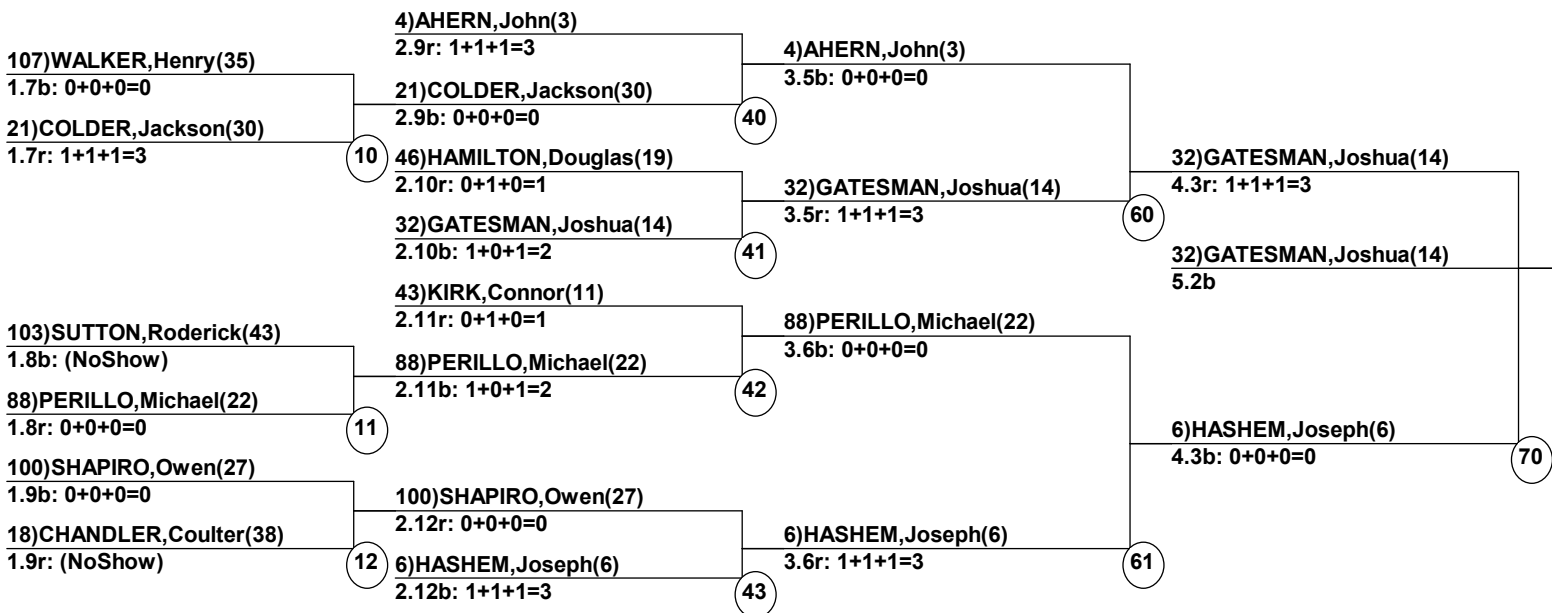 107)WALKER,Henry(35)
1.7b: 0+0+0=0
21)COLDER,Jackson(30)
1.7r: 1+1+1=3
10
103)SUTTON,Roderick(43)
1.8b: (NoShow)
88)PERILLO,Michael(22)
1.8r: 0+0+0=0
11
100)SHAPIRO,Owen(27)
1.9b: 0+0+0=0
18)CHANDLER,Coulter(38)
1.9r: (NoShow)
12
4)AHERN,John(3)
2.9r: 1+1+1=3
21)COLDER,Jackson(30)
2.9b: 0+0+0=0
40
46)HAMILTON,Douglas(19)
2.10r: 0+1+0=1
32)GATESMAN,Joshua(14)
2.10b: 1+0+1=2
41
43)KIRK,Connor(11)
2.11r: 0+1+0=1
88)PERILLO,Michael(22)
2.11b: 1+0+1=2
42
100)SHAPIRO,Owen(27)
2.12r: 0+0+0=0
6)HASHEM,Joseph(6)
2.12b: 1+1+1=3
43
4)AHERN,John(3)
3.5b: 0+0+0=0
32)GATESMAN,Joshua(14)
3.5r: 1+1+1=3
60
88)PERILLO,Michael(22)
3.6b: 0+0+0=0
6)HASHEM,Joseph(6)
3.6r: 1+1+1=3
61
32)GATESMAN,Joshua(14)
4.3r: 1+1+1=3
32)GATESMAN,Joshua(14)
5.2b
6)HASHEM,Joseph(6)
4.3b: 0+0+0=0
70